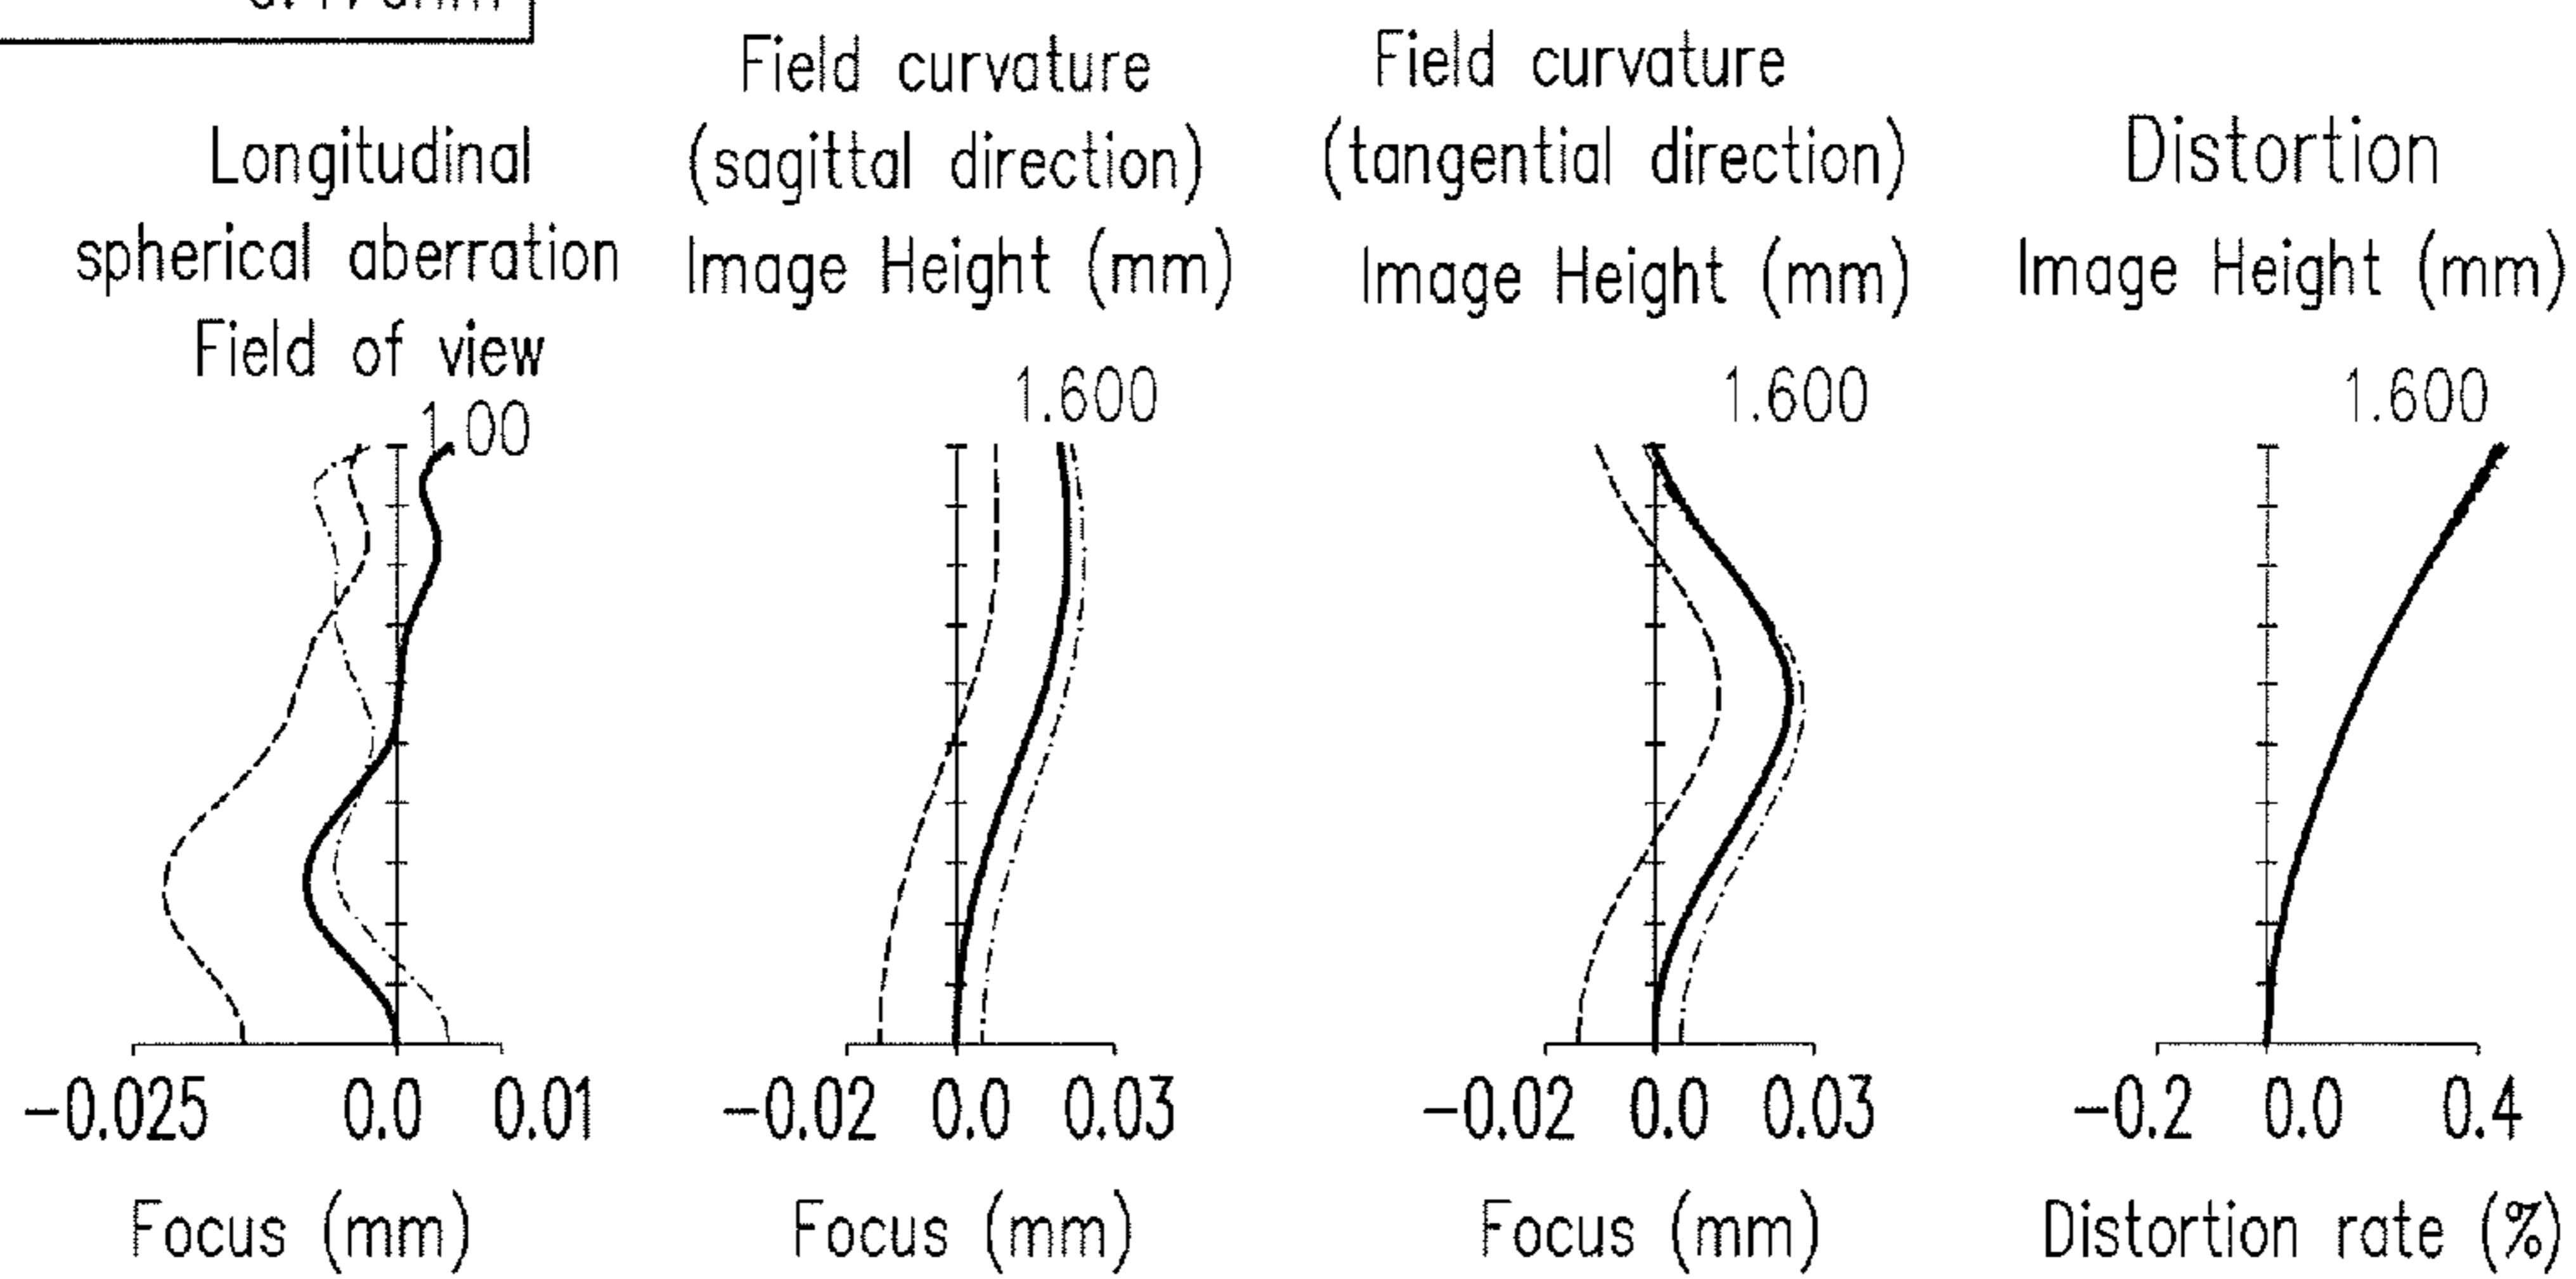 Longitudinal
spherical aberration
Field of view
1.00
-0.025 0.0 0.01
Focus (mm)
Field curvature
(sagittal direction)
Image Height (mm)
1.600
-0.02 0.0 0.03
Focus (mm)
Field curvature
(tangential direction)
Image Height (mm)
1.600
-0.02 0.0 0.03
Focus (mm)
Distortion
Image Height (mm)
1.600
-0.2 0.0 0.4
Distortion rate (%)